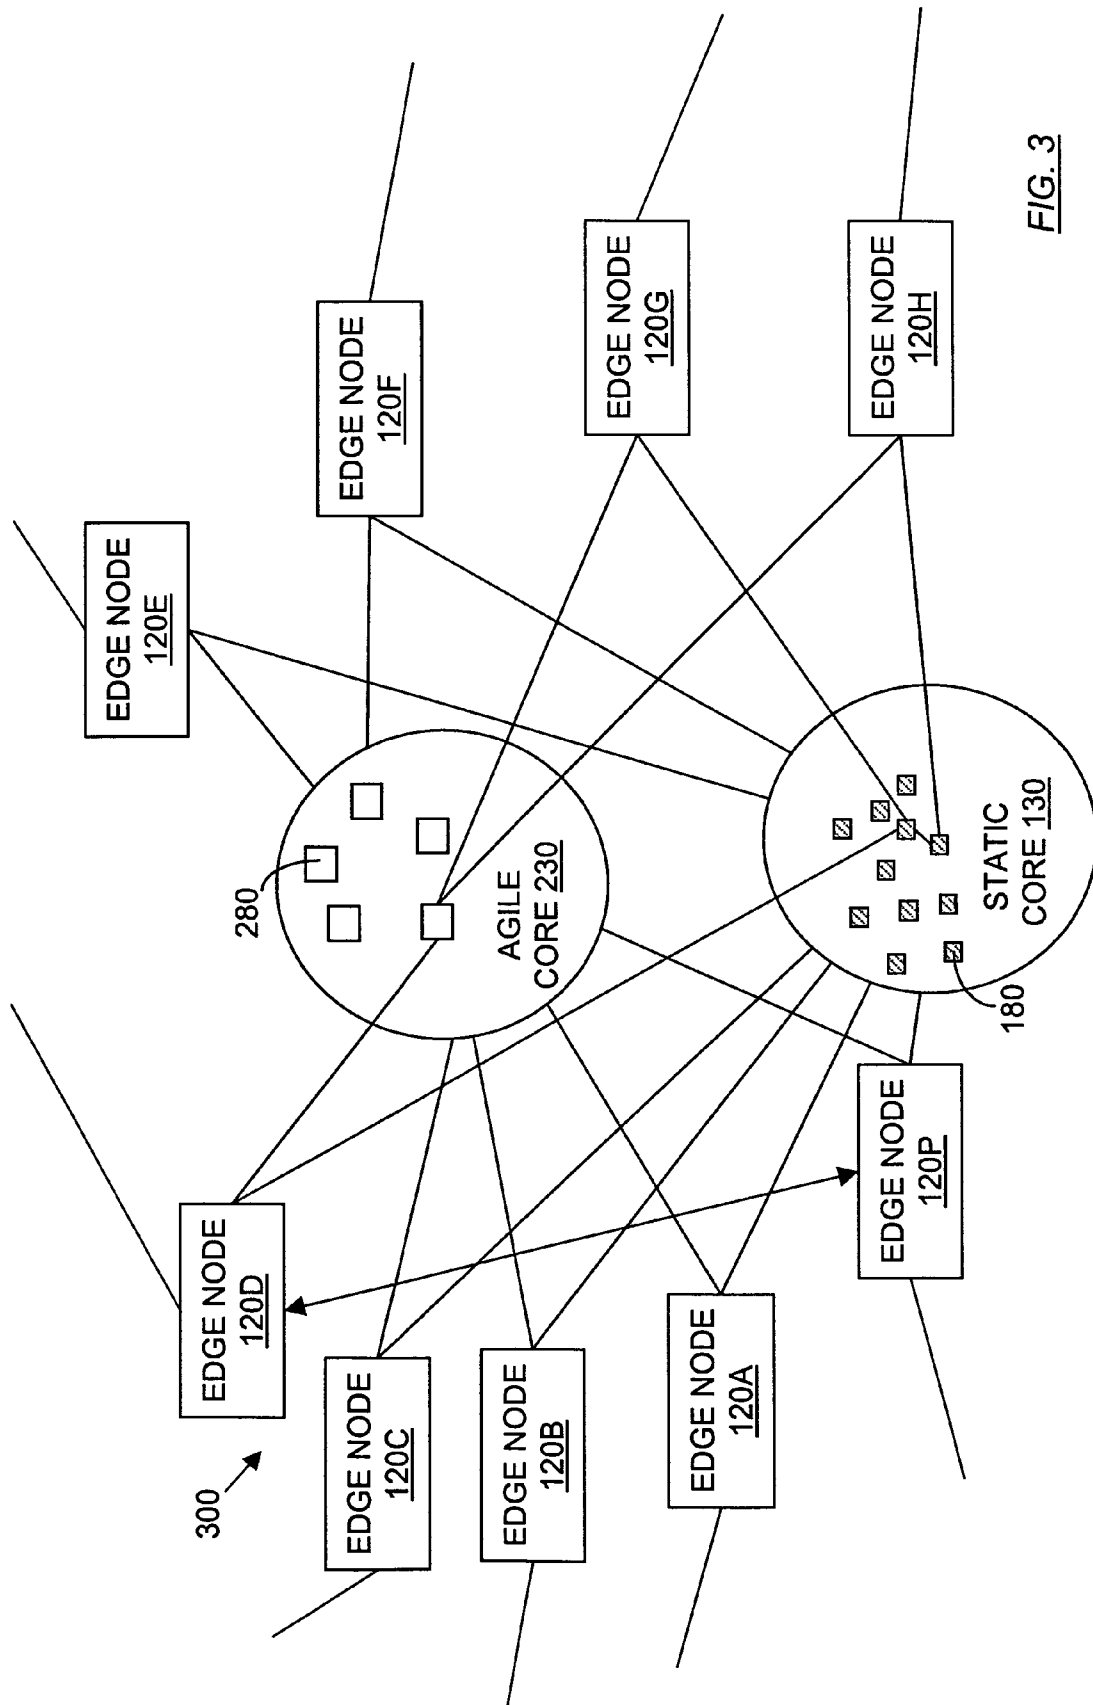 300
EDGE NODE
120D
EDGE NODE
120E
EDGE NODE
120C
280
EDGE NODE
120F
EDGE NODE
120B
AGILE
CORE 230
EDGE NODE
120G
EDGE NODE
120A
EDGE NODE
120P
180
STATIC
CORE 130
EDGE NODE
120H
FIG. 3